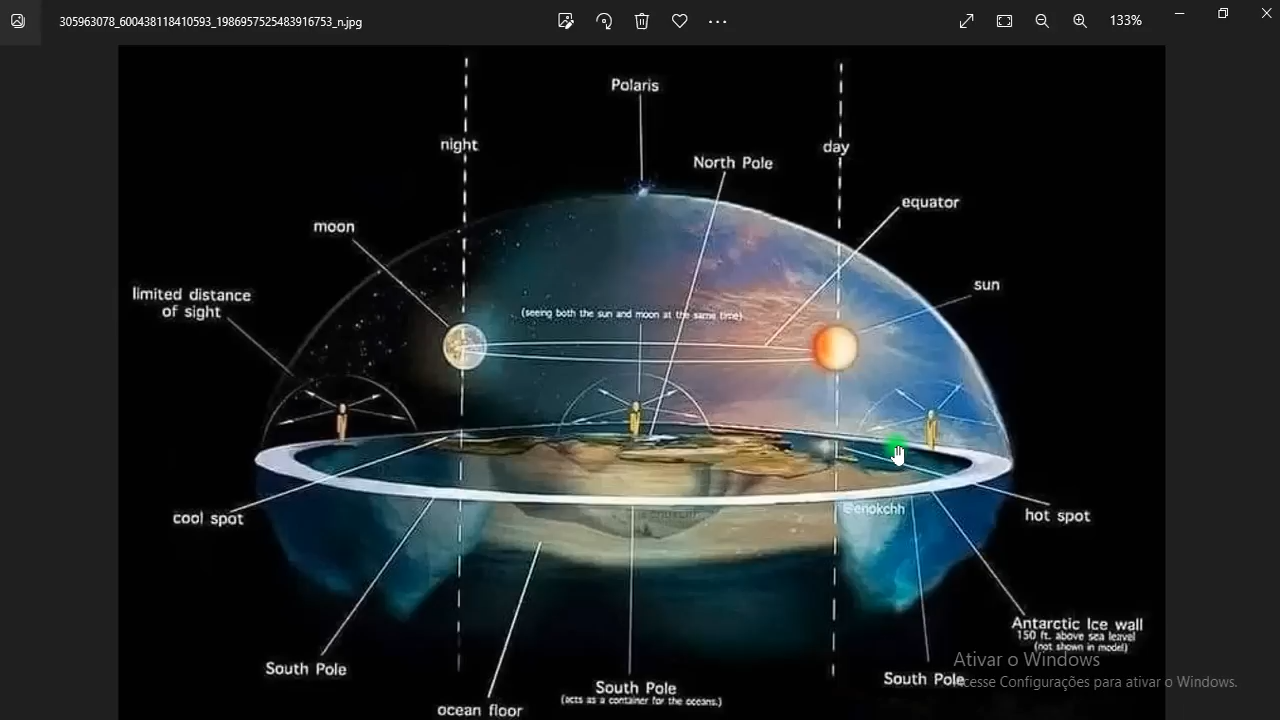 305963078_600438118410593_1986957525483916753_n.jpg
133%
Polaris
night
day
North Pole
equator
moon
sun
limited distance
of sight
(seeing both the sun and moon at the same time)
cool spot
@enokchh
hot spot
Antarctic Ice wall
150 ft. above sea leavel
(not shown in model)
South Pole
South Pole
(acts as a container for the oceans.)
South Pole
ocean floor
Ativar o Windows
Acesse Configurações para ativar o Windows.